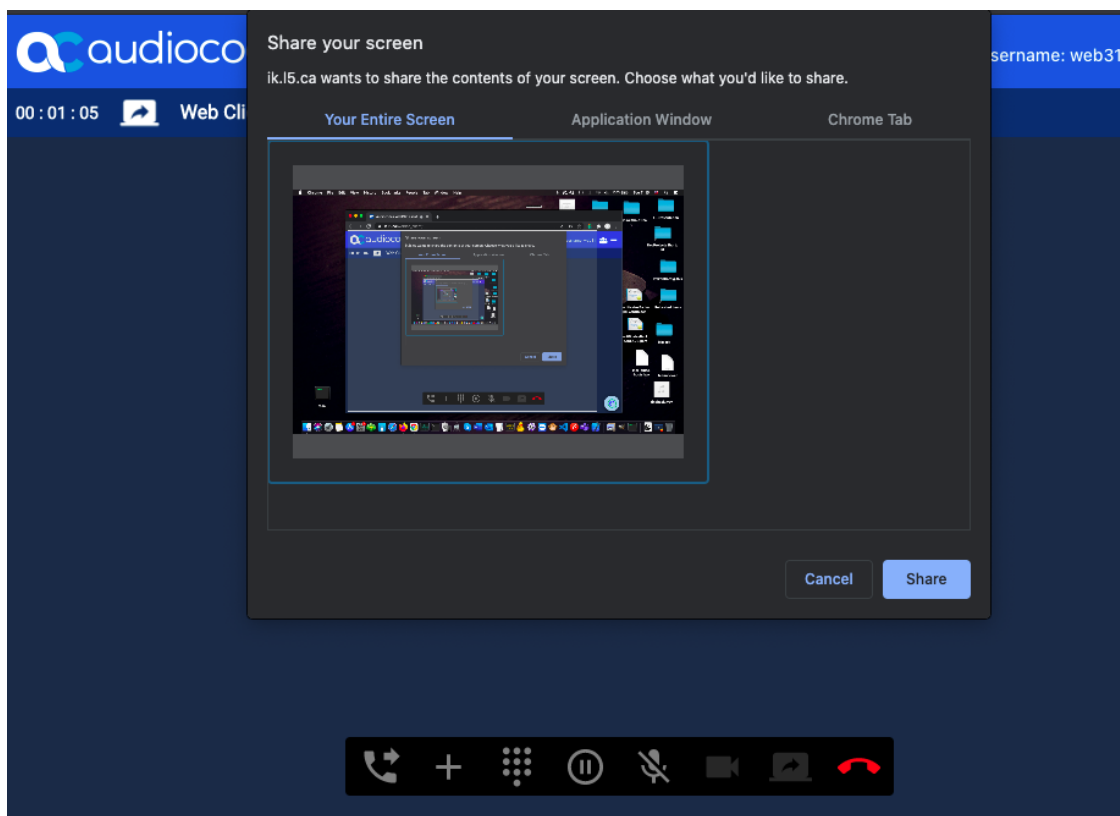 audioco
Share your screen
sername: web31
ik.l5.ca wants to share the contents of your screen. Choose what you'd like to share.
00 : 01 : 05 Web Cli
Your Entire Screen Application Window Chrome Tab
audioco
Cancel Share